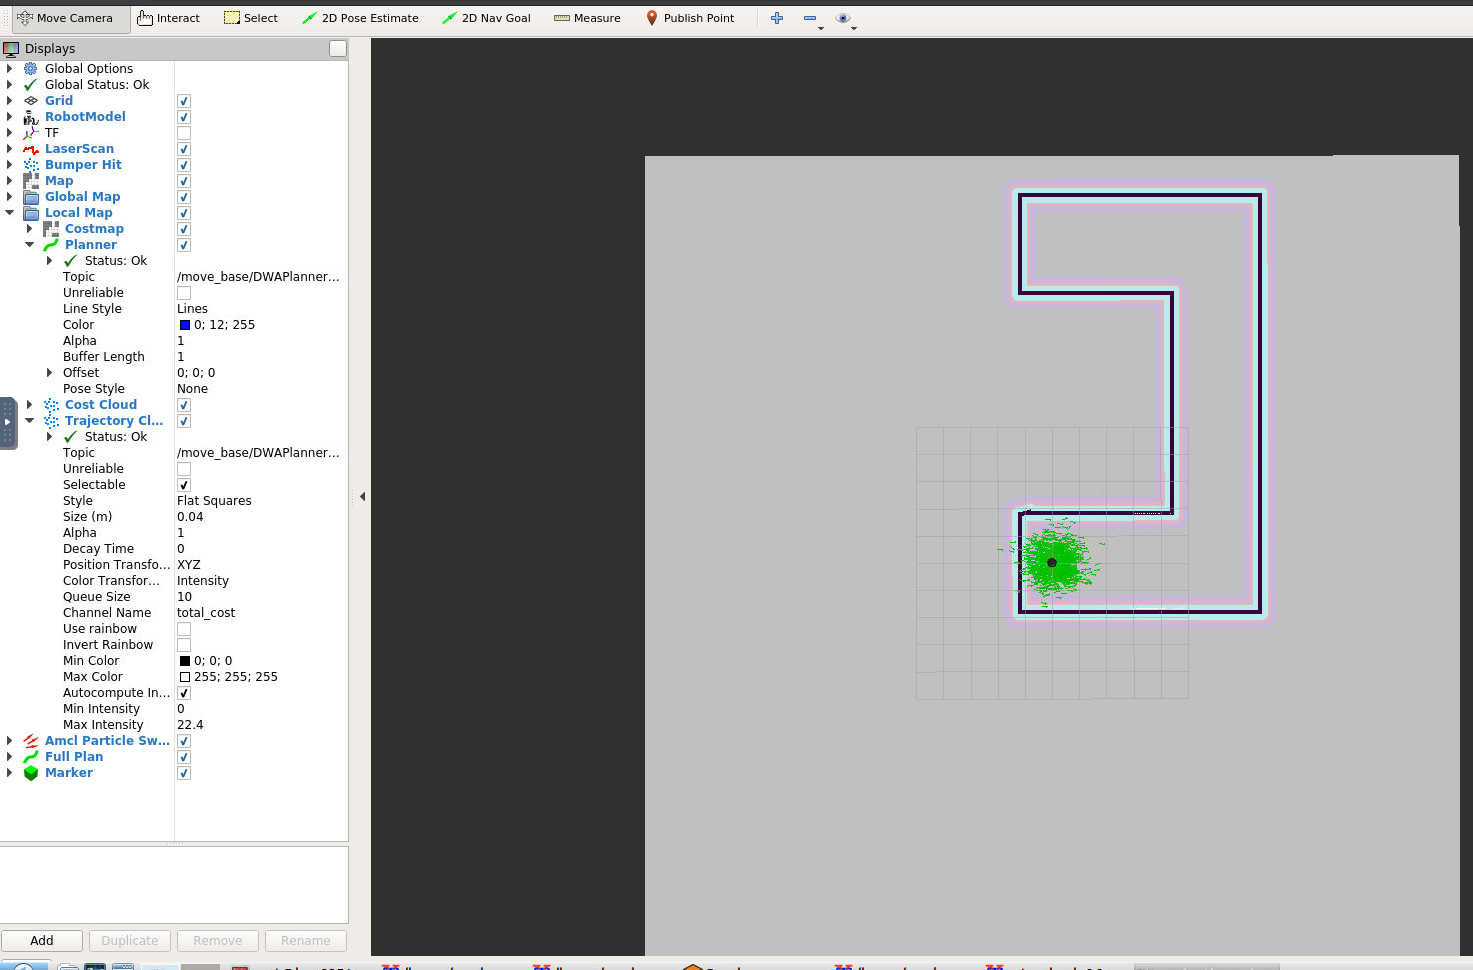 Move Camera Interact Select 2D Pose Estimate 2D Nav Goal Measure Publish Point
Displays
Global Options
Global Status: Ok
Grid
RobotModel
TF
LaserScan
Bumper Hit
Map
Global Map
Local Map
Costmap
Planner
Status: Ok
Topic /move_base/DWAPlanner...
Unreliable
Line Style Lines
Color 0; 12; 255
Alpha 1
Buffer Length 1
Offset 0; 0; 0
Pose Style None
Cost Cloud
Trajectory Cl...
Status: Ok
Topic /move_base/DWAPlanner...
Unreliable
Selectable
Style Flat Squares
Size (m) 0.04
Alpha 1
Decay Time 0
Position Transfo... XYZ
Color Transfor... Intensity
Queue Size 10
Channel Name total_cost
Use rainbow
Invert Rainbow
Min Color 0; 0; 0
Max Color 255; 255; 255
Autocompute In...
Min Intensity 0
Max Intensity 22.4
Amcl Particle Sw...
Full Plan
Marker
Add Duplicate Remove Rename